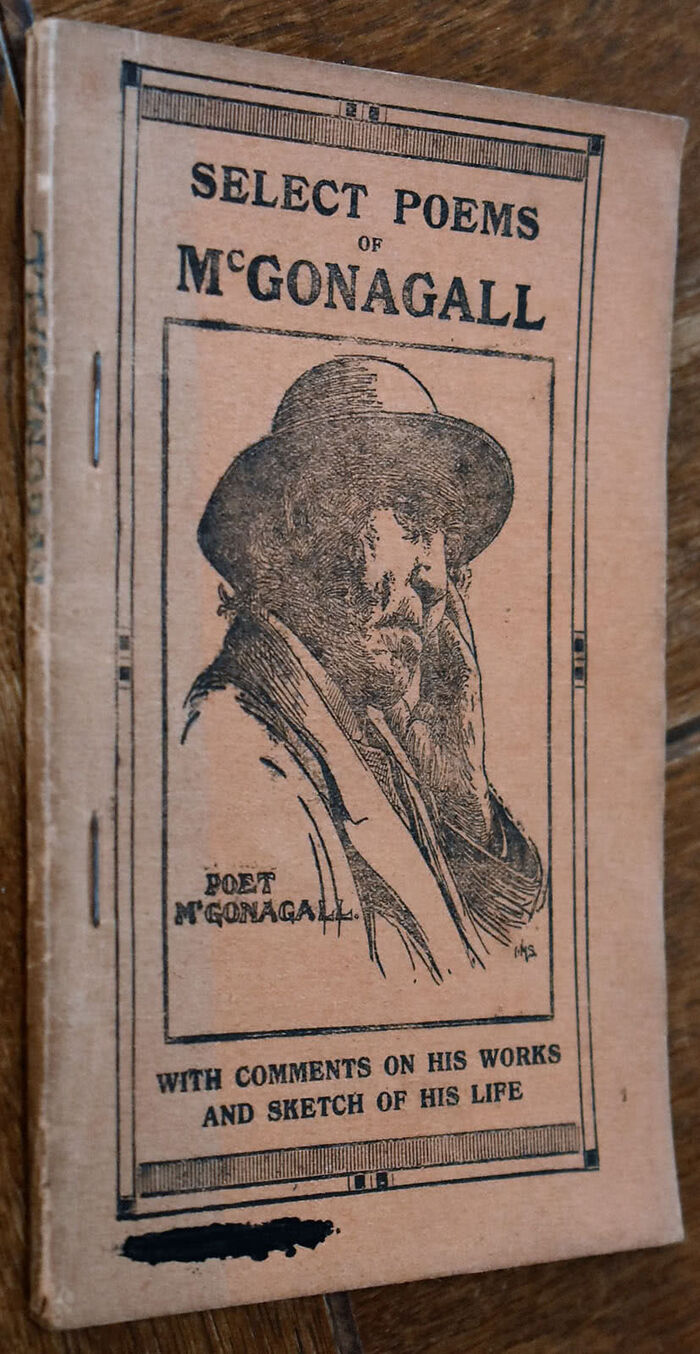 SELECT POEMS
OF
McGONAGALL
POET
McGONAGALL.
WITH COMMENTS ON HIS WORKS
AND SKETCH OF HIS LIFE